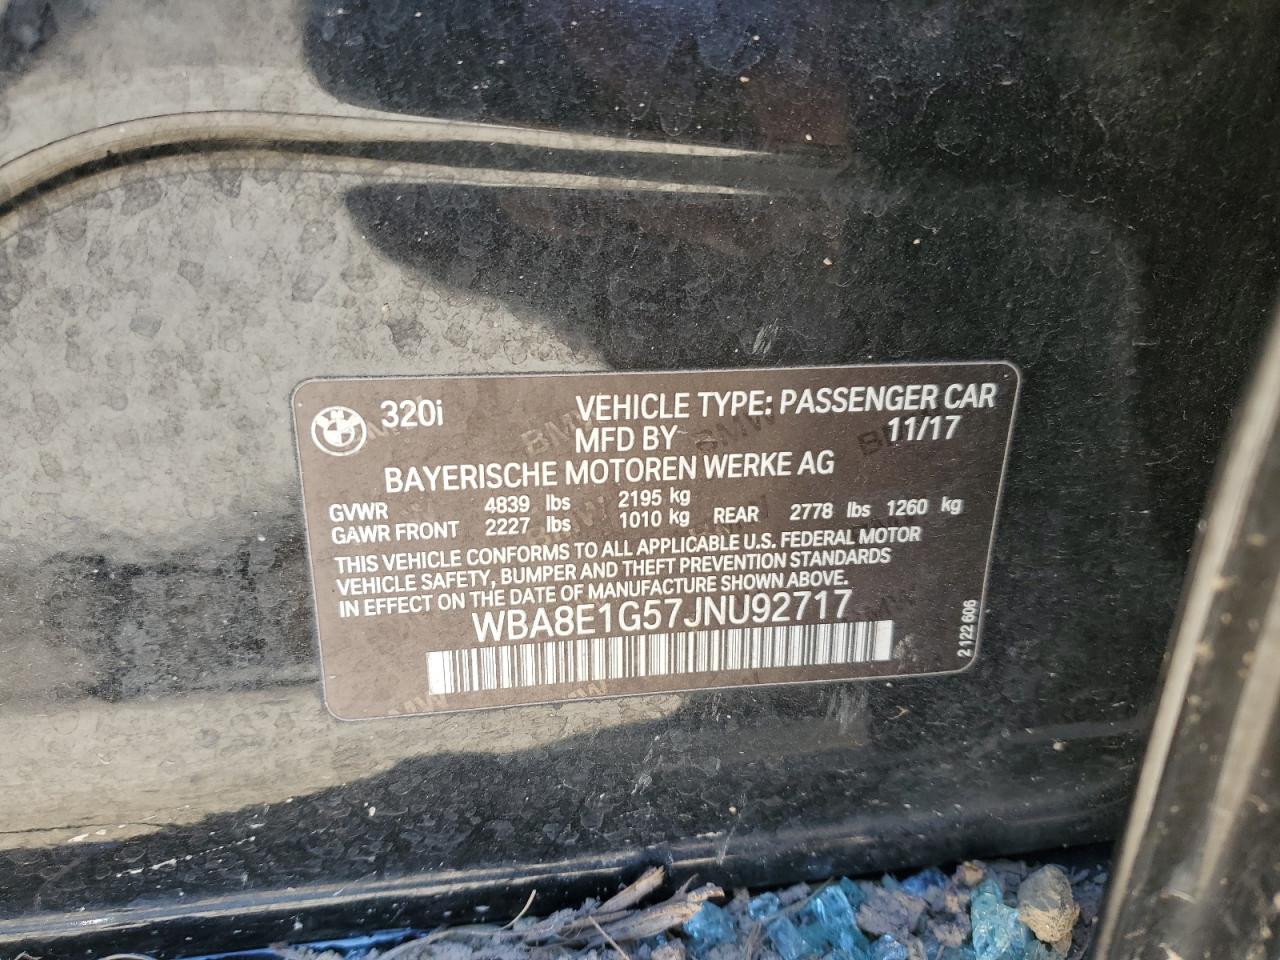 320i VEHICLE TYPE: PASSENGER CAR
MFD BY 11/17
BAYERISCHE MOTOREN WERKE AG
GVWR 4839 lbs 2195 kg
GAWR FRONT 2227 lbs 1010 kg REAR 2778 lbs 1260 kg
THIS VEHICLE CONFORMS TO ALL APPLICABLE U.S. FEDERAL MOTOR
VEHICLE SAFETY, BUMPER AND THEFT PREVENTION STANDARDS
IN EFFECT ON THE DATE OF MANUFACTURE SHOWN ABOVE.
WBA8E1G57JNU92717
2 122 606